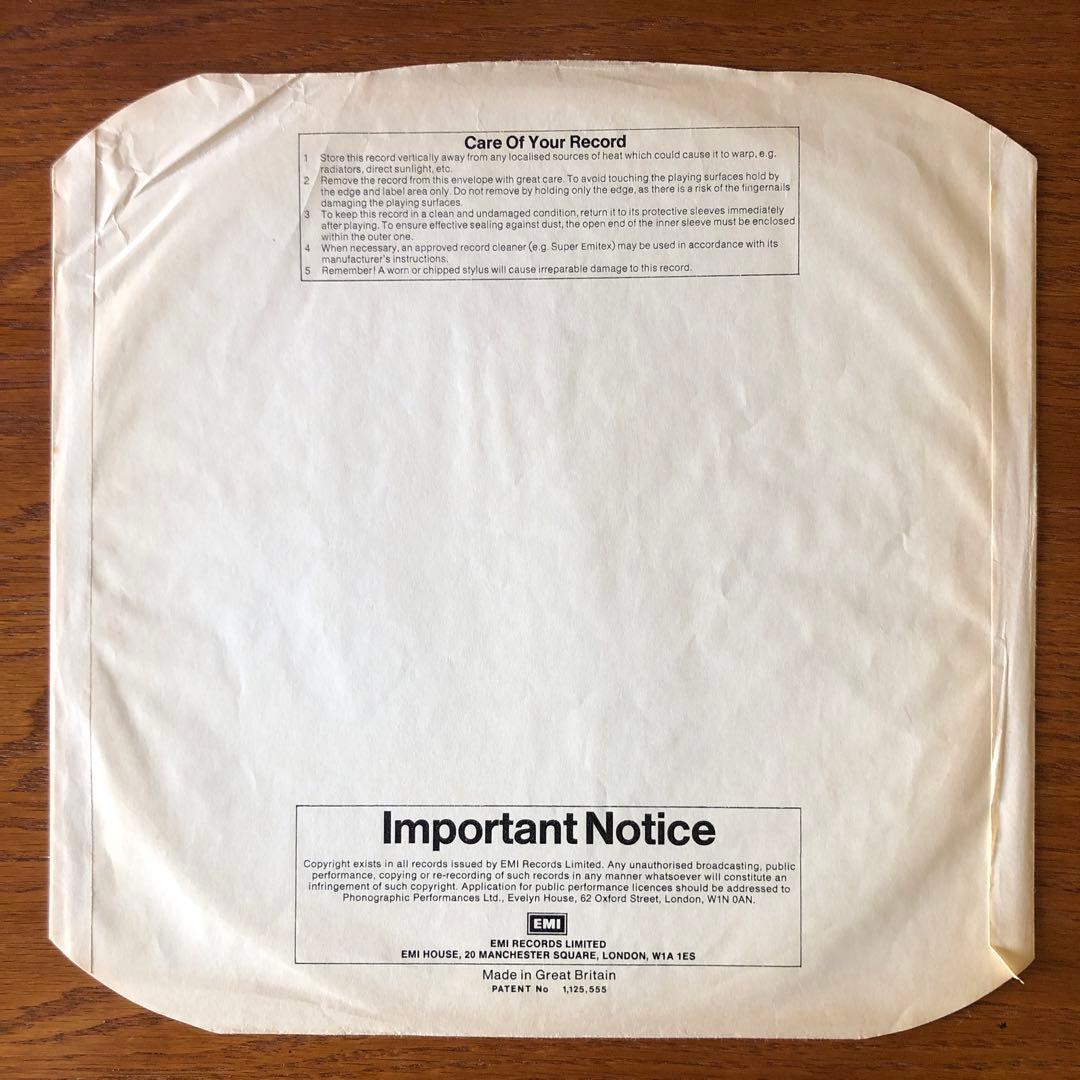 Care Of Your Record
1 Store this record vertically away from any localised sources of heat which could cause it to warp, e.g.
radiators, direct sunlight, etc.
2 Remove the record from this envelope with great care. To avoid touching the playing surfaces hold by
the edge and label area only. Do not remove by holding only the edge, as there is a risk of the fingernails
damaging the playing surfaces.
3 To keep this record in a clean and undamaged condition, return it to its protective sleeves immediately
after playing. To ensure effective sealing against dust, the open end of the inner sleeve must be enclosed
within the outer one.
4 When necessary, an approved record cleaner (e.g. Super Emitex) may be used in accordance with its
manufacturer's instructions.
5 Remember! A worn or chipped stylus will cause irreparable damage to this record.
Important Notice
Copyright exists in all records issued by EMI Records Limited. Any unauthorised broadcasting, public
performance, copying or re-recording of such records in any manner whatsoever will constitute an
infringement of such copyright. Application for public performance licences should be addressed to
Phonographic Performances Ltd., Evelyn House, 62 Oxford Street, London, W1N 0AN.
EMI
EMI RECORDS LIMITED
EMI HOUSE, 20 MANCHESTER SQUARE, LONDON, W1A 1ES
Made in Great Britain
PATENT No 1,125,555